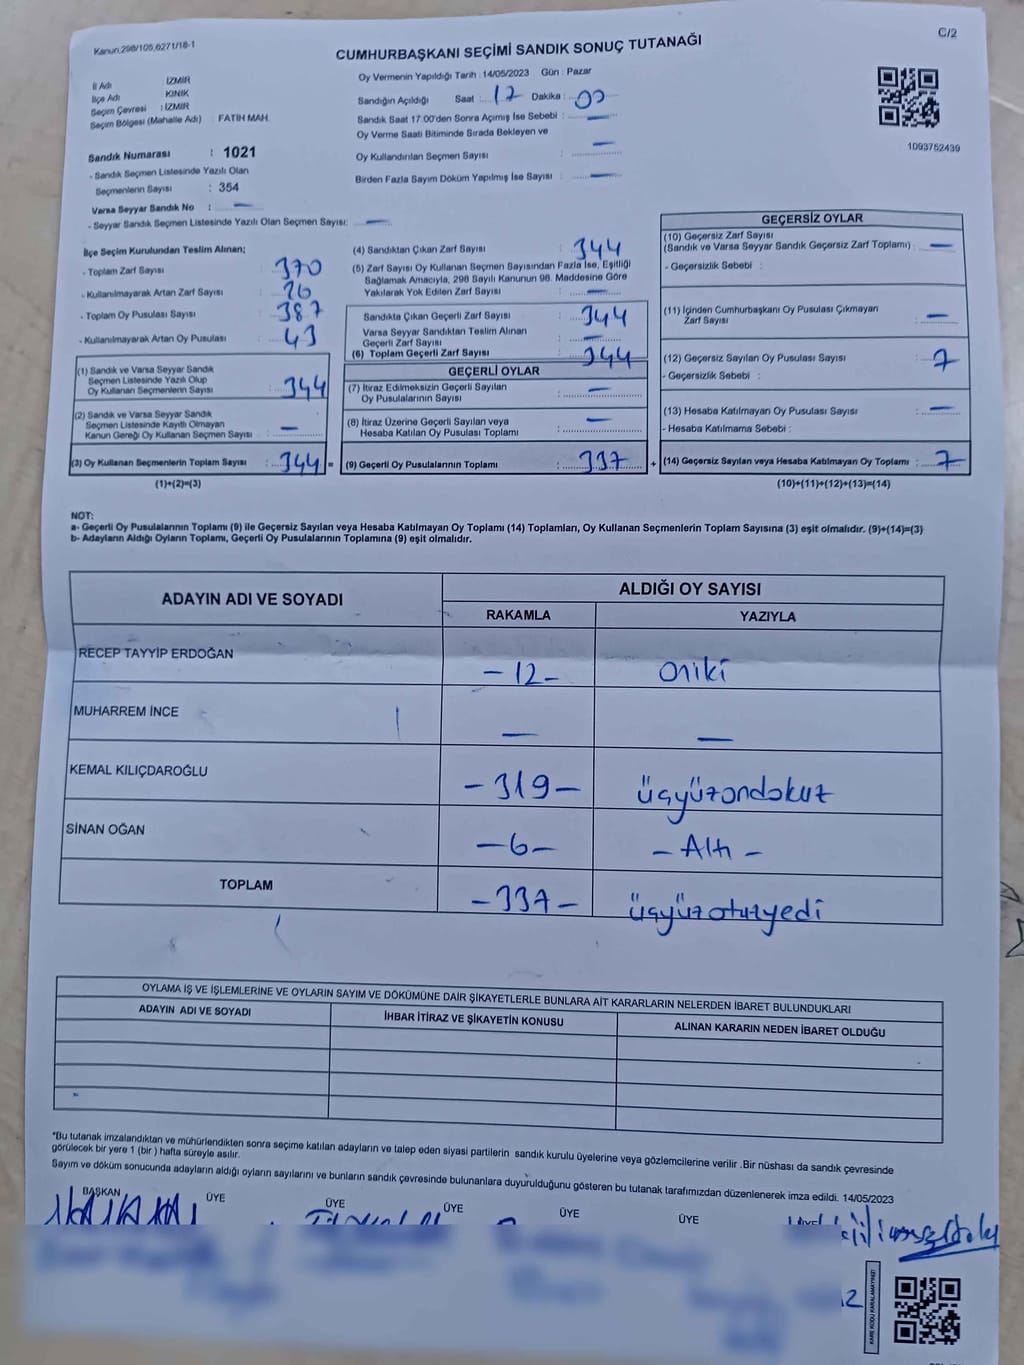 Kanun,298/105,6271/18-1
C/2
CUMHURBAŞKANI SEÇİMİ SANDIK SONUÇ TUTANAĞI
İl Adı İZMİR
İlçe Adı KINIK
Seçim Çevresi : İZMİR
Seçim Bölgesi (Mahalle Adı) : FATİH MAH.
Sandık Numarası : 1021
- Sandık Seçmen Listesinde Yazılı Olan
Seçmenlerin Sayısı : 354
Varsa Seyyar Sandık No : —
- Seyyar Sandık Seçmen Listesinde Yazılı Olan Seçmen Sayısı: —
Oy Vermenin Yapıldığı Tarih : 14/05/2023 Gün : Pazar
Sandığın Açıldığı Saat : 17 Dakika : 00
Sandık Saat 17:00'den Sonra Açımış İse Sebebi : —
Oy Verme Saati Bitiminde Sırada Bekleyen ve
Oy Kullandırılan Seçmen Sayısı : —
Birden Fazla Sayım Döküm Yapılmış İse Sayısı : —
1093752439
İlçe Seçim Kurulundan Teslim Alınan;
- Toplam Zarf Sayısı : 370
- Kullanılmayarak Artan Zarf Sayısı : 26
- Toplam Oy Pusulası Sayısı : 387
- Kullanılmayarak Artan Oy Pusulası : 43
(1) Sandık ve Varsa Seyyar Sandık
Seçmen Listesinde Yazılı Olup
Oy Kullanan Seçmenlerin Sayısı : 344
(2) Sandık ve Varsa Seyyar Sandık
Seçmen Listesinde Kayıtlı Olmayan
Kanun Gereği Oy Kullanan Seçmen Sayısı : —
(3) Oy Kullanan Seçmenlerin Toplam Sayısı : 344 =
(1)+(2)=(3)
(4) Sandıktan Çıkan Zarf Sayısı : 344
(5) Zarf Sayısı Oy Kullanan Seçmen Sayısından Fazla İse, Eşitliği
Sağlamak Amacıyla, 298 Sayılı Kanunun 98. Maddesine Göre
Yakılarak Yok Edilen Zarf Sayısı : —
Sandıkta Çıkan Geçerli Zarf Sayısı : 344
Varsa Seyyar Sandıktan Teslim Alınan
Geçerli Zarf Sayısı : —
(6) Toplam Geçerli Zarf Sayısı : 344
GEÇERLİ OYLAR
(7) İtiraz Edilmeksizin Geçerli Sayılan
Oy Pusulalarının Sayısı : —
(8) İtiraz Üzerine Geçerli Sayılan veya
Hesaba Katılan Oy Pusulası Toplamı : —
(9) Geçerli Oy Pusulalarının Toplamı : 337 +
GEÇERSİZ OYLAR
(10) Geçersiz Zarf Sayısı
(Sandık ve Varsa Seyyar Sandık Geçersiz Zarf Toplamı) : —
- Geçersizlik Sebebi :
(11) İçinden Cumhurbaşkanı Oy Pusulası Çıkmayan
Zarf Sayısı : —
(12) Geçersiz Sayılan Oy Pusulası Sayısı : 7
- Geçersizlik Sebebi :
(13) Hesaba Katılmayan Oy Pusulası Sayısı : —
- Hesaba Katılmama Sebebi :
(14) Geçersiz Sayılan veya Hesaba Katılmayan Oy Toplamı : 7
(10)+(11)+(12)+(13)=(14)
NOT:
a- Geçerli Oy Pusulalarının Toplamı (9) ile Geçersiz Sayılan veya Hesaba Katılmayan Oy Toplamı (14) Toplamları, Oy Kullanan Seçmenlerin Toplam Sayısına (3) eşit olmalıdır. (9)+(14)=(3)
b- Adayların Aldığı Oyların Toplamı, Geçerli Oy Pusulalarının Toplamına (9) eşit olmalıdır.
ADAYIN ADI VE SOYADI ALDIĞI OY SAYISI
RAKAMLA YAZIYLA
RECEP TAYYİP ERDOĞAN – 12 – Oniki
MUHARREM İNCE — —
KEMAL KILIÇDAROĞLU – 319 – üçyüzondokuz
SİNAN OĞAN – 6 – – Altı –
TOPLAM – 337 – üçyüzotuzyedi
OYLAMA İŞ VE İŞLEMLERİNE VE OYLARIN SAYIM VE DÖKÜMÜNE DAİR ŞİKAYETLERLE BUNLARA AİT KARARLARIN NELERDEN İBARET BULUNDUKLARI
ADAYIN ADI VE SOYADI İHBAR İTİRAZ VE ŞİKAYETİN KONUSU ALINAN KARARIN NEDEN İBARET OLDUĞU
*Bu tutanak imzalandıktan ve mühürlendikten sonra seçime katılan adayların ve talep eden siyasi partilerin sandık kurulu üyelerine veya gözlemcilerine verilir .Bir nüshası da sandık çevresinde
görülecek bir yere 1 (bir ) hafta süreyle asılır.
Sayım ve döküm sonucunda adayların aldığı oyların sayılarını ve bunların sandık çevresinde bulunanlara duyurulduğunu gösteren bu tutanak tarafımızdan düzenlenerek imza edildi. 14/05/2023
BAŞKAN ÜYE ÜYE ÜYE ÜYE ÜYE ÜYE
KARE KODU KARALAMAYINIZ!